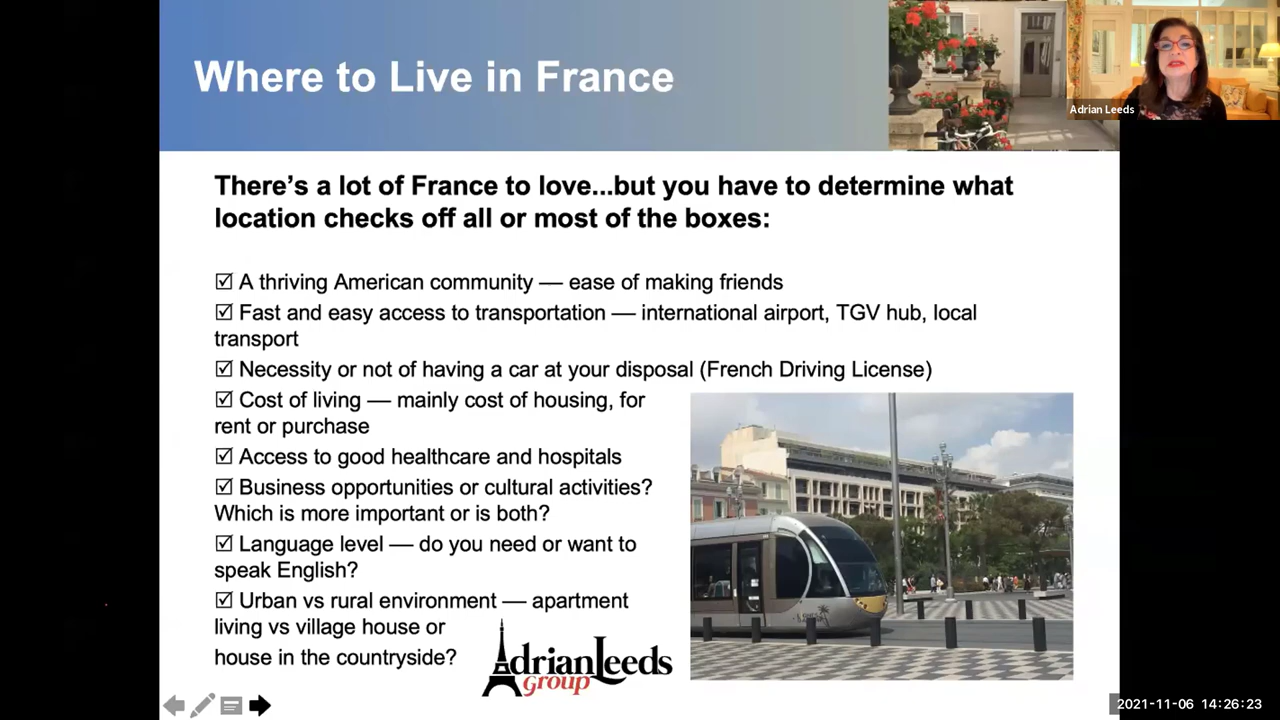 Where to Live in France
Adrian Leeds
There’s a lot of France to love...but you have to determine what
location checks off all or most of the boxes:
☑ A thriving American community — ease of making friends
☑ Fast and easy access to transportation — international airport, TGV hub, local
transport
☑ Necessity or not of having a car at your disposal (French Driving License)
☑ Cost of living — mainly cost of housing, for
rent or purchase
☑ Access to good healthcare and hospitals
☑ Business opportunities or cultural activities?
Which is more important or is both?
☑ Language level — do you need or want to
speak English?
☑ Urban vs rural environment — apartment
living vs village house or
house in the countryside?
AdrianLeeds
group
2021-11-06 14:26:23